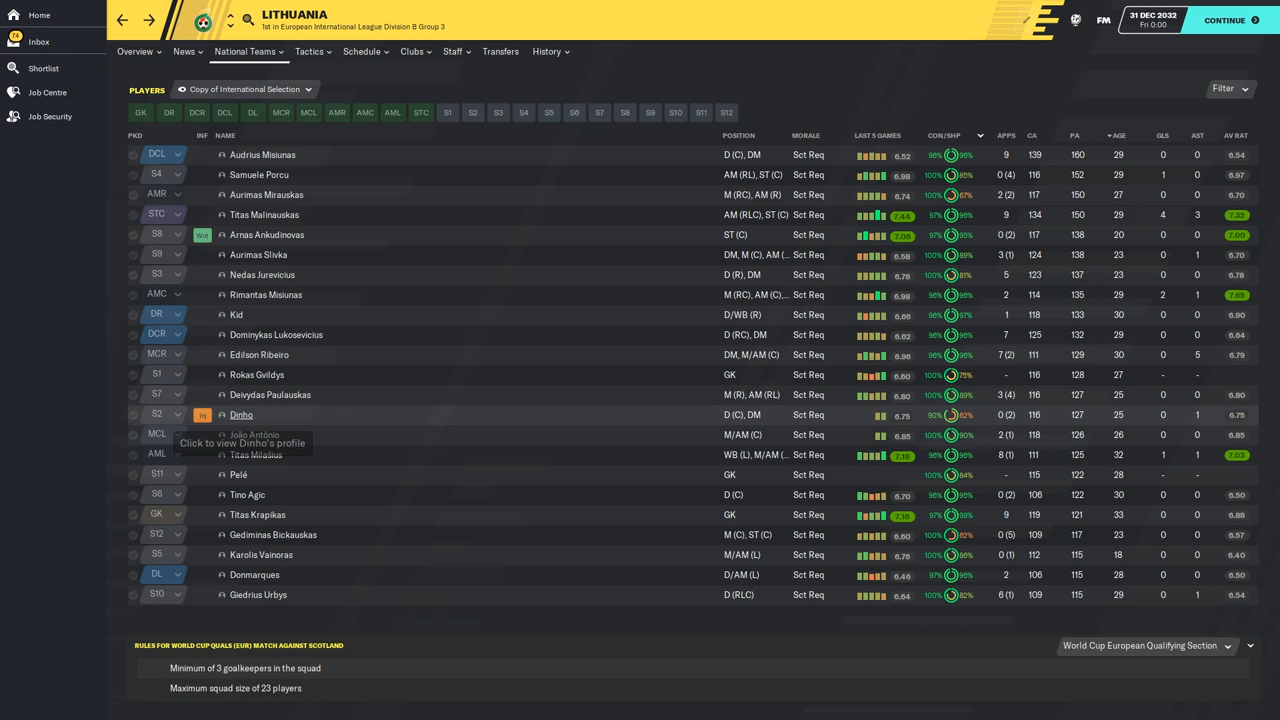 Home
74
Inbox
Shortlist
Job Centre
Job Security
LITHUANIA
1st in European International League Division B Group 3
FM
31 DEC 2032
Fri 0:00
CONTINUE
Overview News National Teams Tactics Schedule Clubs Staff Transfers History
PLAYERS Copy of International Selection Filter
GK DR DCR DCL DL MCR MCL AMR AMC AML STC S1 S2 S3 S4 S5 S6 S7 S8 S9 S10 S11 S12
PKD INF NAME POSITION MORALE LAST 5 GAMES CON/SHP APPS CA PA AGE GLS AST AV RAT
DCL Audrius Misiunas D (C), DM Sct Req 6.52 96% 96% 9 139 160 29 0 0 6.54
S4 Samuele Porcu AM (RL), ST (C) Sct Req 6.98 100% 85% 0 (4) 116 152 29 1 0 6.97
AMR Aurimas Mirauskas M (RC), AM (R) Sct Req 6.74 100% 67% 2 (2) 117 150 27 0 0 6.70
STC Titas Malinauskas AM (RLC), ST (C) Sct Req 7.44 97% 96% 9 134 150 29 4 3 7.32
S8 Wnt Arnas Ankudinovas ST (C) Sct Req 7.06 97% 95% 0 (2) 117 138 20 0 0 7.00
S9 Aurimas Slivka DM, M (C), AM (... Sct Req 6.58 100% 89% 3 (1) 124 138 23 0 1 6.70
S3 Nedas Jurevicius D (R), DM Sct Req 6.78 100% 81% 5 123 137 23 0 0 6.78
AMC Rimantas Misiunas M (RC), AM (C),... Sct Req 6.98 96% 96% 2 114 135 29 2 1 7.65
DR Kid D/WB (R) Sct Req 6.66 96% 97% 1 118 133 30 0 0 6.90
DCR Dominykas Lukosevicius D (RC), DM Sct Req 6.62 96% 96% 7 125 132 29 0 0 6.64
MCR Edilson Ribeiro DM, M/AM (C) Sct Req 6.96 96% 96% 7 (2) 111 129 30 0 5 6.79
S1 Rokas Gvildys GK Sct Req 6.60 100% 75% - 116 128 27 - -
S7 Deivydas Paulauskas M (R), AM (RL) Sct Req 6.80 100% 89% 3 (4) 116 127 25 0 0 6.80
S2 Inj Dinho D (C), DM Sct Req 6.75 90% 62% 0 (2) 116 127 25 0 1 6.75
MCL João António M/AM (C) Sct Req 6.85 100% 90% 2 (1) 118 126 26 0 0 6.85
Click to view Dinho's profile
AML Titas Milašius WB (L), M/AM (... Sct Req 7.18 96% 96% 8 (1) 111 125 32 1 1 7.03
S11 Pelé GK Sct Req 100% 84% - 115 122 28 - -
S6 Tino Agic D (C) Sct Req 6.70 96% 95% 0 (2) 106 122 30 0 0 6.50
GK Titas Krapikas GK Sct Req 7.16 97% 98% 9 119 121 33 0 0 6.88
S12 Gediminas Bickauskas M (C), ST (C) Sct Req 6.60 100% 62% 0 (5) 109 117 23 0 0 6.57
S5 Karolis Vainoras M/AM (L) Sct Req 6.76 100% 86% 0 (1) 112 115 18 0 0 6.40
DL Donmarques D/AM (L) Sct Req 6.46 97% 96% 2 106 115 28 0 0 6.50
S10 Giedrius Urbys D (RLC) Sct Req 6.64 100% 82% 6 (1) 109 115 29 0 1 6.54
RULES FOR WORLD CUP QUALS (EUR) MATCH AGAINST SCOTLAND World Cup European Qualifying Section
Minimum of 3 goalkeepers in the squad
Maximum squad size of 23 players